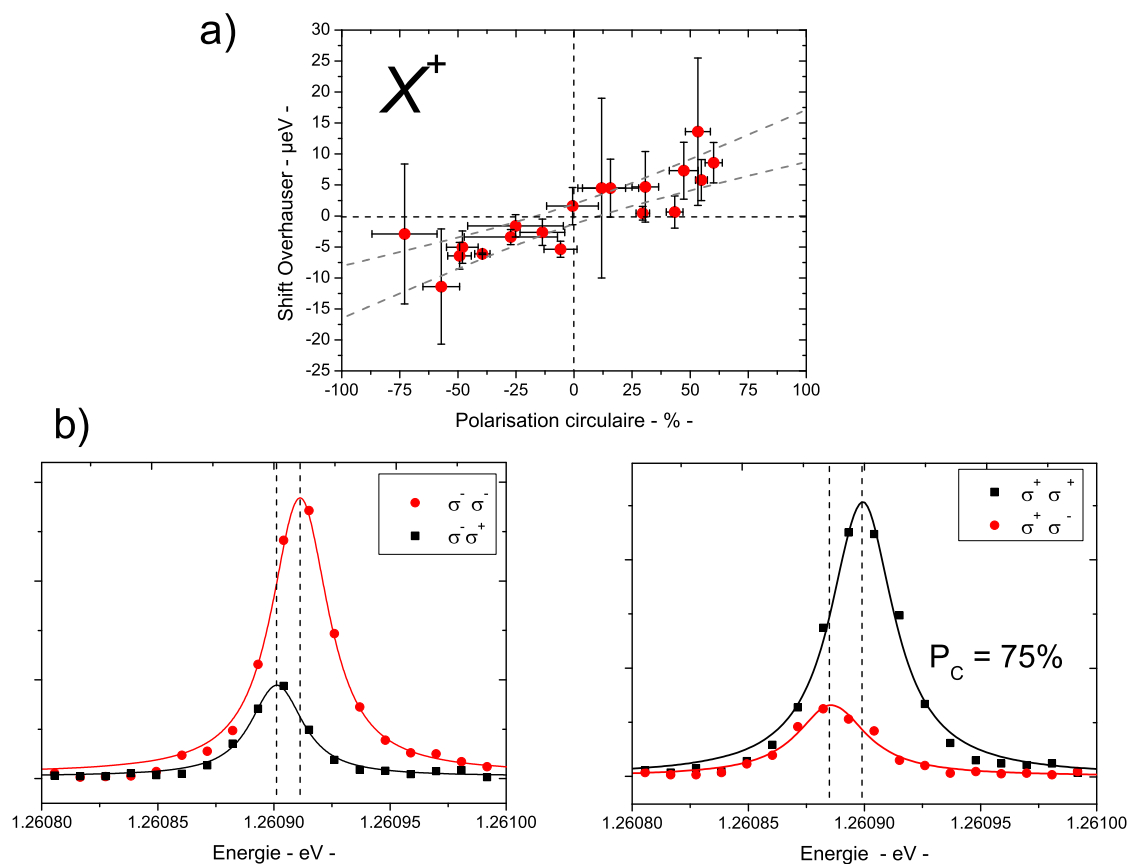 a)
X+
Shift Overhauser - µeV -
30
25
20
15
10
5
0
-5
-10
-15
-20
-25
-100 -75 -50 -25 0 25 50 75 100
Polarisation circulaire - % -
b)
σ- σ-
σ- σ+
1.26080 1.26085 1.26090 1.26095 1.26100
Energie - eV -
σ+ σ+
σ+ σ-
PC = 75%
1.26080 1.26085 1.26090 1.26095 1.26100
Energie - eV -